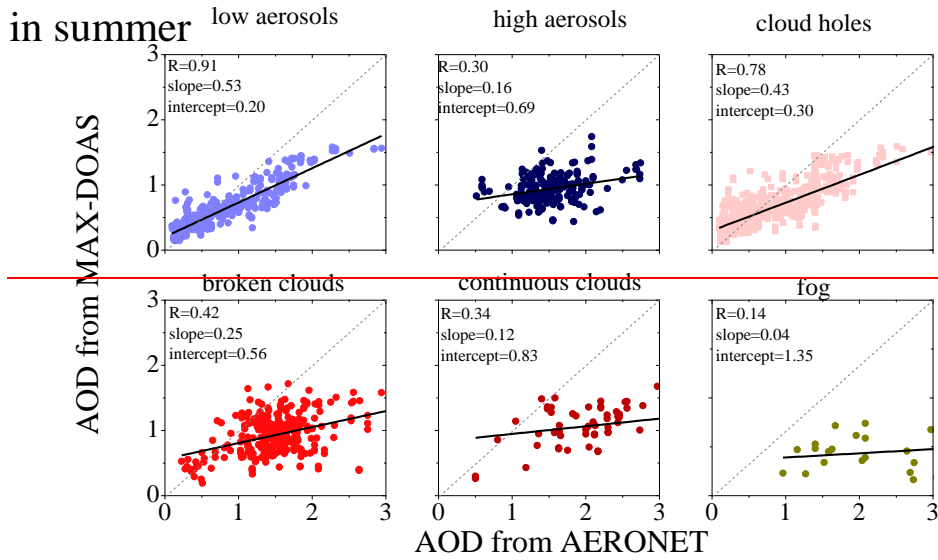 in summer
low aerosols
high aerosols
cloud holes
3
2
1
0
R=0.91
slope=0.53
intercept=0.20
R=0.30
slope=0.16
intercept=0.69
R=0.78
slope=0.43
intercept=0.30
AOD from MAX-DOAS
broken clouds
continuous clouds
fog
3
2
1
0
R=0.42
slope=0.25
intercept=0.56
R=0.34
slope=0.12
intercept=0.83
R=0.14
slope=0.04
intercept=1.35
0 1 2 3
0 1 2 3
0 1 2 3
AOD from AERONET